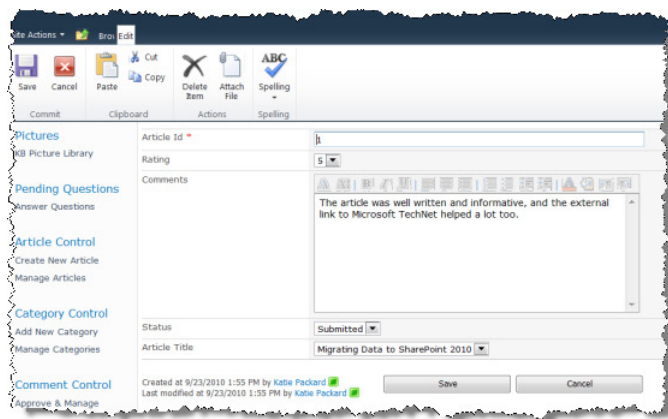 Site Actions
Edit
Save
Cancel
Paste
Cut
Copy
Delete Item
Attach File
ABC
Spelling
Commit
Clipboard
Actions
Spelling
Pictures
KB Picture Library
Pending Questions
Answer Questions
Article Control
Create New Article
Manage Articles
Category Control
Add New Category
Manage Categories
Comment Control
Approve & Manage
Article Id *
1
Rating
5
Comments
The article was well written and informative, and the external
link to Microsoft TechNet helped a lot too.
Status
Submitted
Article Title
Migrating Data to SharePoint 2010
Created at 9/23/2010 1:55 PM by Katie Packard
Last modified at 9/23/2010 1:55 PM by Katie Packard
Save
Cancel